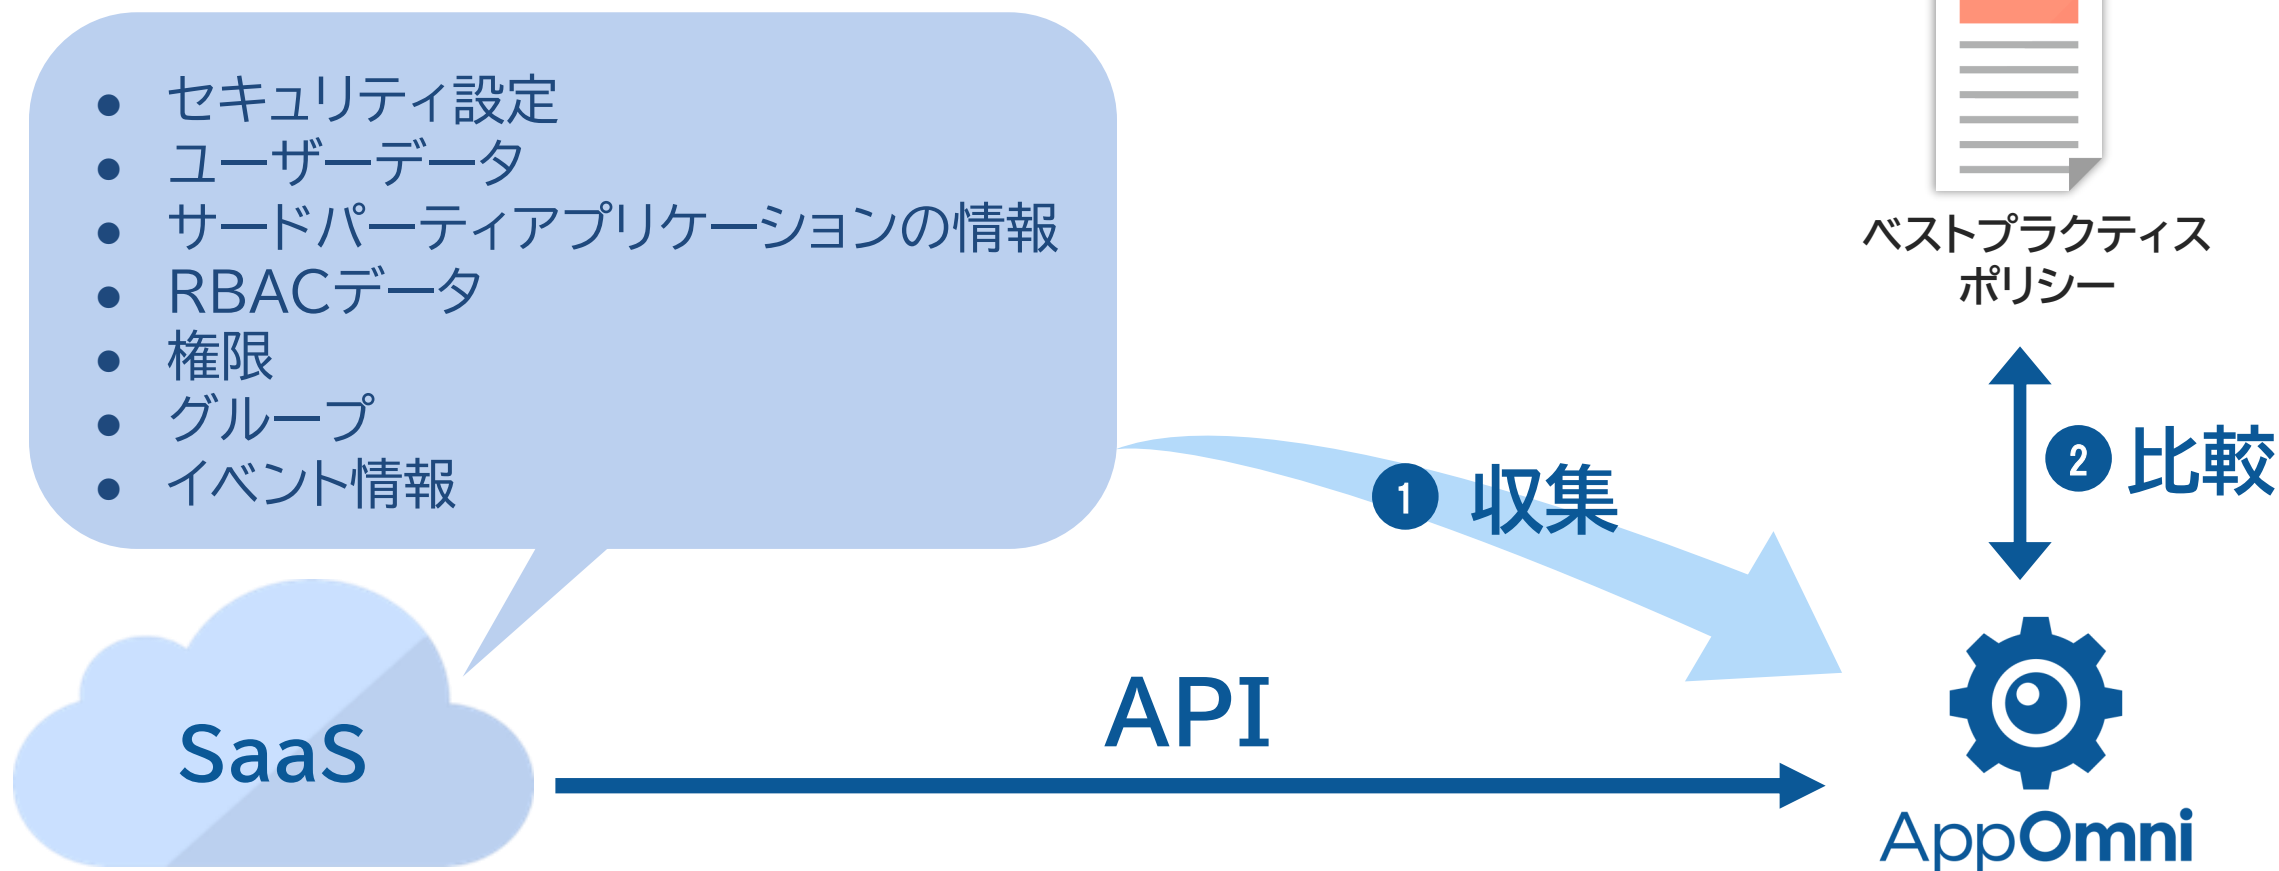 ● セキュリティ設定
● ユーザーデータ
● サードパーティアプリケーションの情報
● RBACデータ
● 権限
● グループ
● イベント情報
ベストプラクティス
ポリシー
❷ 比較
❶ 収集
API
SaaS
AppOmni